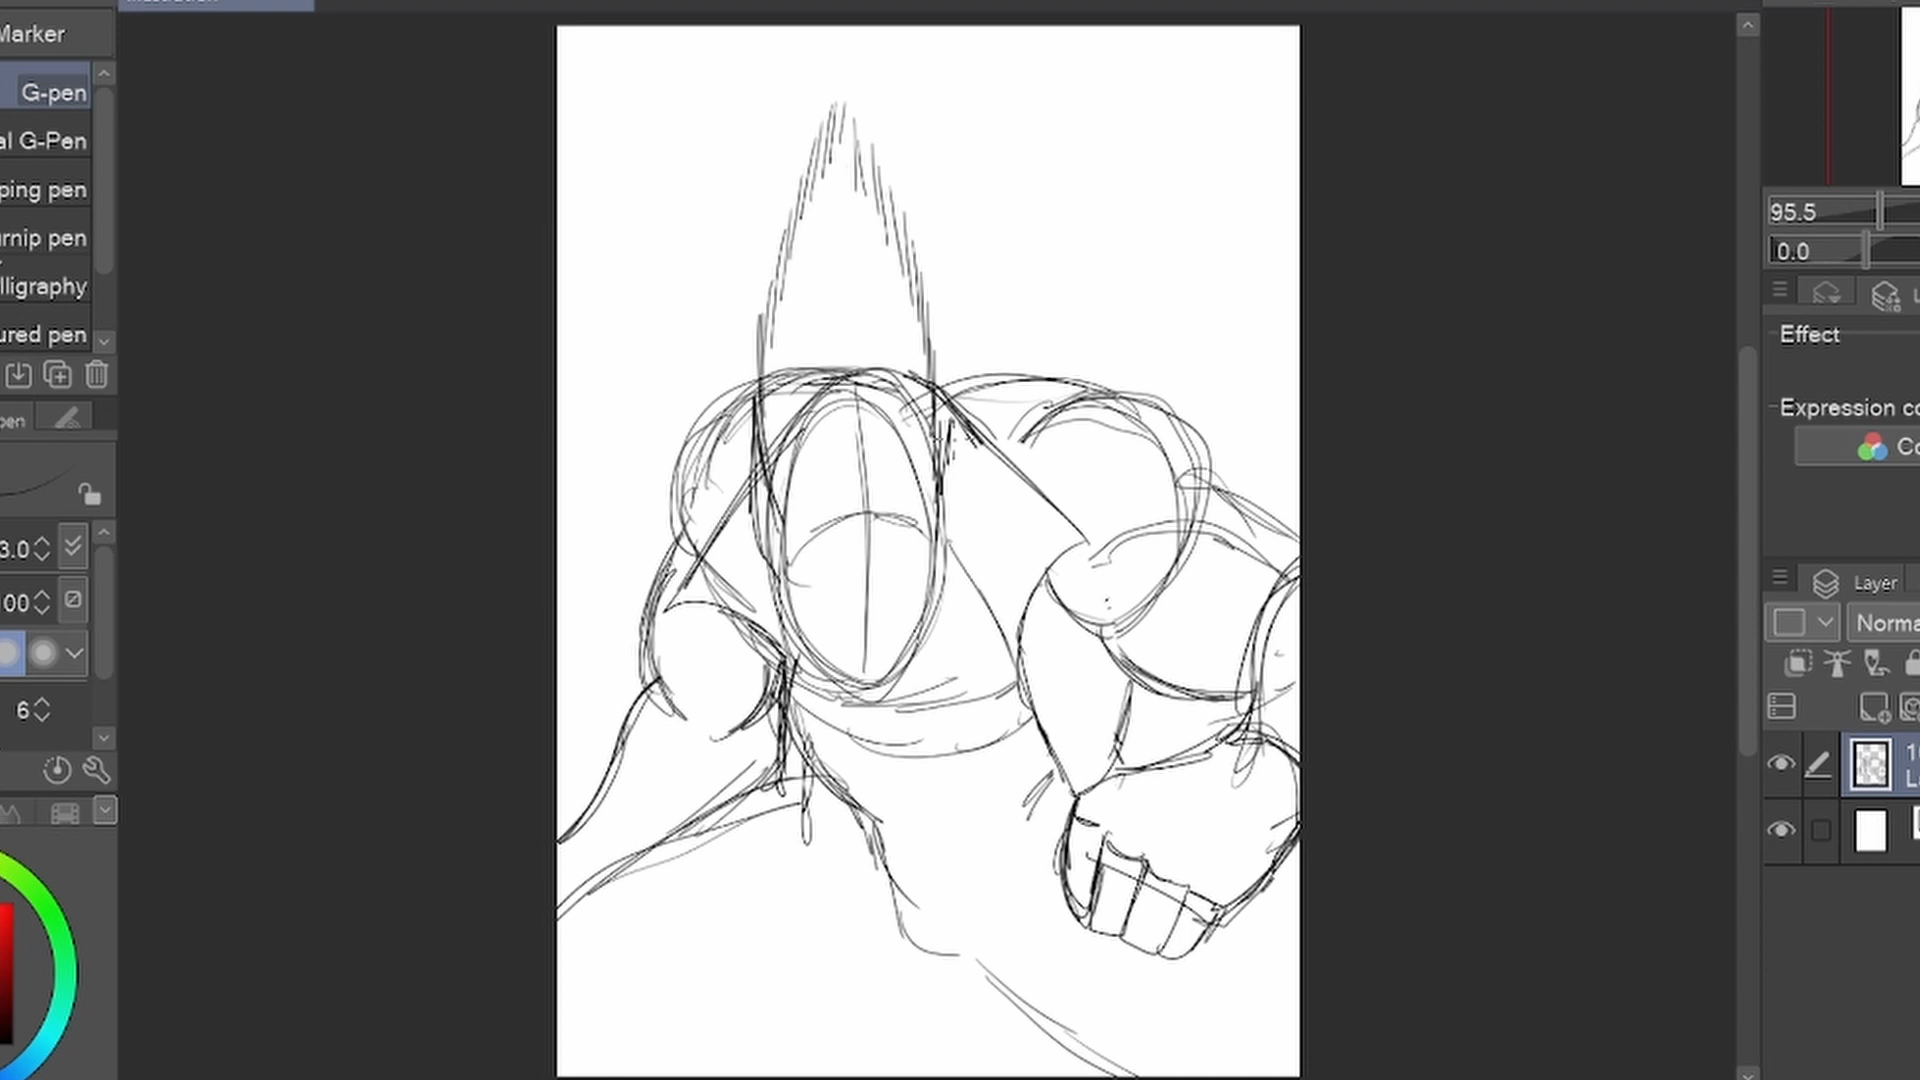 Marker
G-pen
al G-Pen
ping pen
rnip pen
lligraphy
ured pen
pen
3.0
00
6
95.5
0.0
Effect
Expression co
Co
Layer
Norma